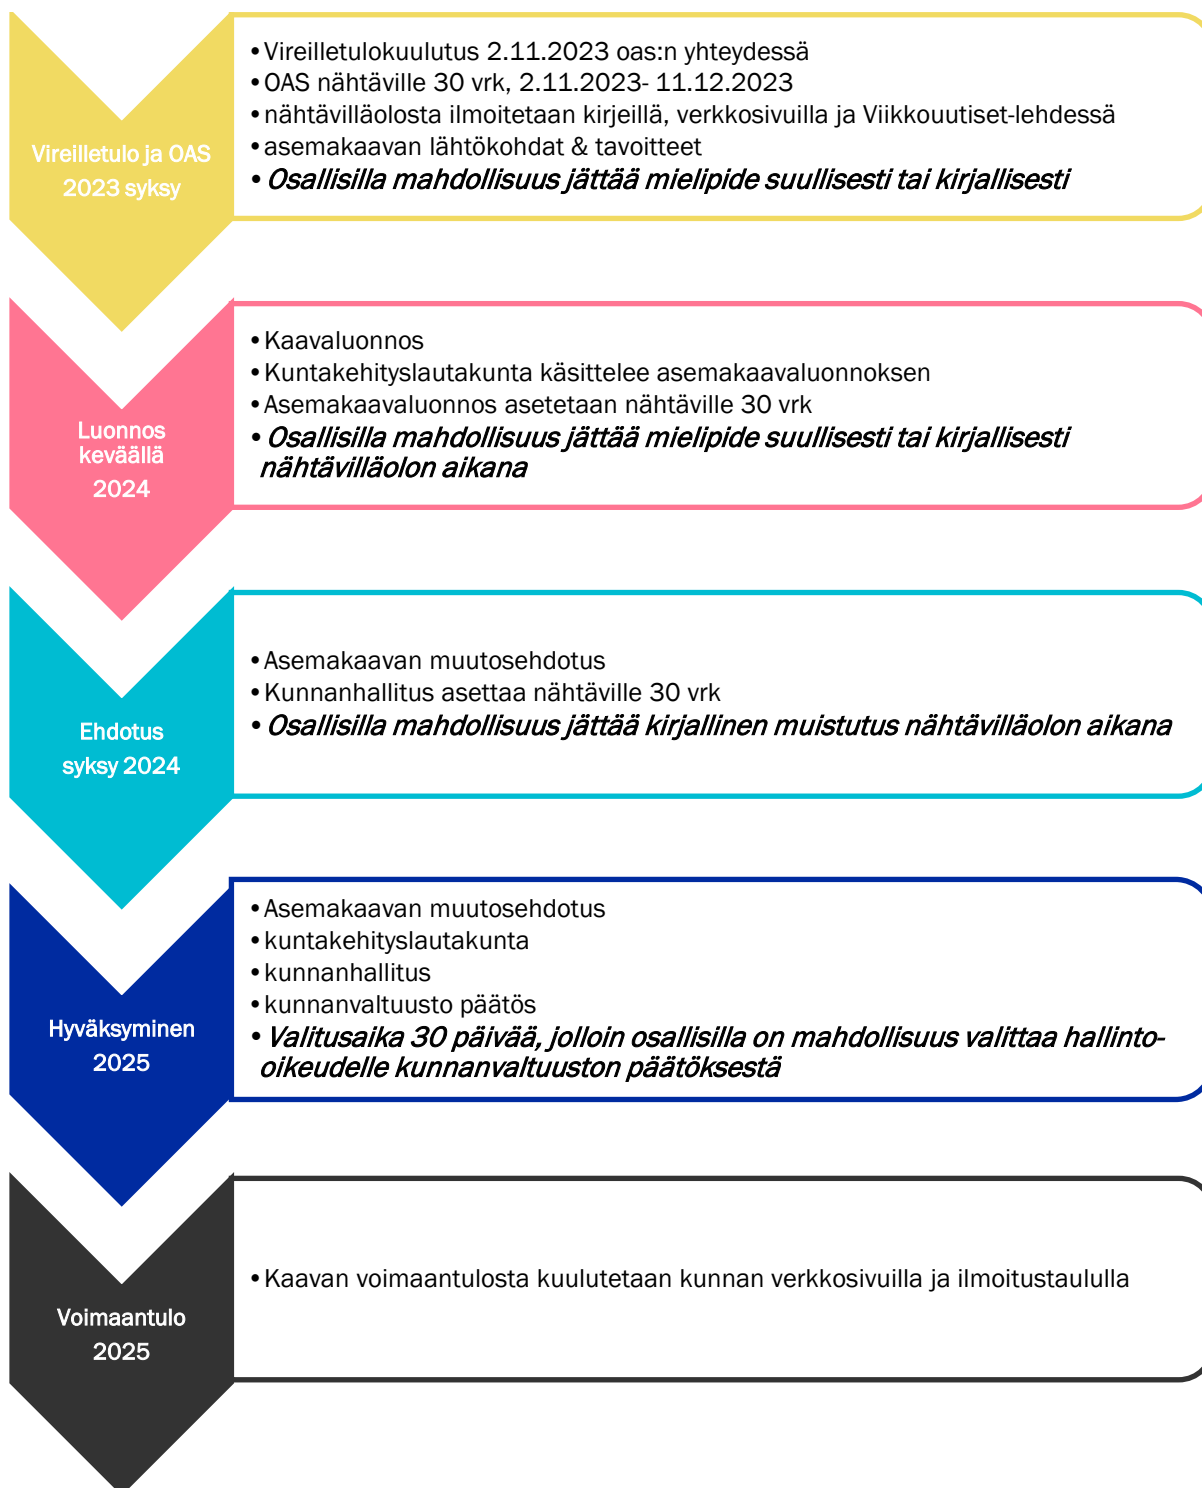 Vireilletulo ja OAS
2023 syksy
•Vireilletulokuulutus 2.11.2023 oas:n yhteydessä
•OAS nähtäville 30 vrk, 2.11.2023- 11.12.2023
•nähtävilläolosta ilmoitetaan kirjeillä, verkkosivuilla ja Viikkouutiset-lehdessä
•asemakaavan lähtökohdat & tavoitteet
•Osallisilla mahdollisuus jättää mielipide suullisesti tai kirjallisesti
Luonnos
keväällä
2024
•Kaavaluonnos
•Kuntakehityslautakunta käsittelee asemakaavaluonnoksen
•Asemakaavaluonnos asetetaan nähtäville 30 vrk
•Osallisilla mahdollisuus jättää mielipide suullisesti tai kirjallisesti
nähtävilläolon aikana
Ehdotus
syksy 2024
•Asemakaavan muutosehdotus
•Kunnanhallitus asettaa nähtäville 30 vrk
•Osallisilla mahdollisuus jättää kirjallinen muistutus nähtävilläolon aikana
Hyväksyminen
2025
•Asemakaavan muutosehdotus
•kuntakehityslautakunta
•kunnanhallitus
•kunnanvaltuusto päätös
•Valitusaika 30 päivää, jolloin osallisilla on mahdollisuus valittaa hallinto-
oikeudelle kunnanvaltuuston päätöksestä
Voimaantulo
2025
•Kaavan voimaantulosta kuulutetaan kunnan verkkosivuilla ja ilmoitustaululla